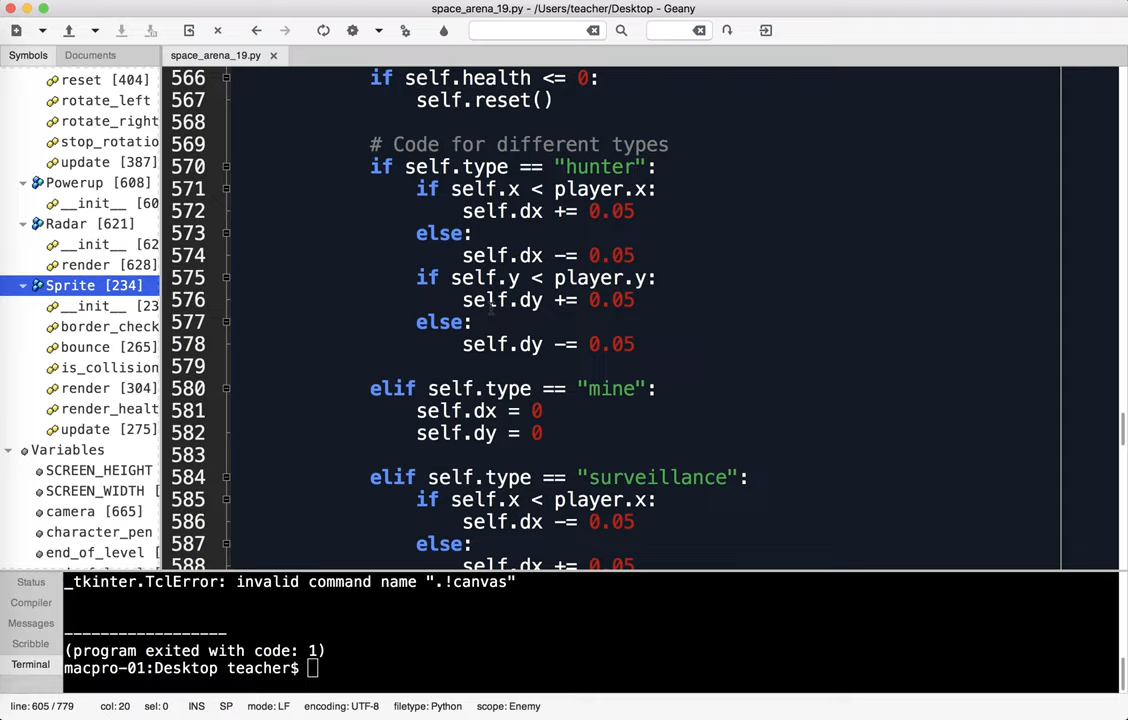 space_arena_19.py - /Users/teacher/Desktop - Geany
Symbols Documents space_arena_19.py
reset [404]
rotate_left
rotate_right
stop_rotatio
update [387]
Powerup [608]
__init__ [60
Radar [621]
__init__ [62
render [628]
Sprite [234]
__init__ [23
border_check
bounce [265]
is_collision
render [304]
render_healt
update [275]
Variables
SCREEN_HEIGHT
SCREEN_WIDTH [
camera [665]
character_pen
end_of_level [
566 if self.health <= 0:
567 self.reset()
568
569 # Code for different types
570 if self.type == "hunter":
571 if self.x < player.x:
572 self.dx += 0.05
573 else:
574 self.dx -= 0.05
575 if self.y < player.y:
576 self.dy += 0.05
577 else:
578 self.dy -= 0.05
579
580 elif self.type == "mine":
581 self.dx = 0
582 self.dy = 0
583
584 elif self.type == "surveillance":
585 if self.x < player.x:
586 self.dx -= 0.05
587 else:
588 self.dx += 0.05
Status
Compiler
Messages
Scribble
Terminal
_tkinter.TclError: invalid command name ".!canvas"
------------------
(program exited with code: 1)
macpro-01:Desktop teacher$
line: 605 / 779 col: 20 sel: 0 INS SP mode: LF encoding: UTF-8 filetype: Python scope: Enemy